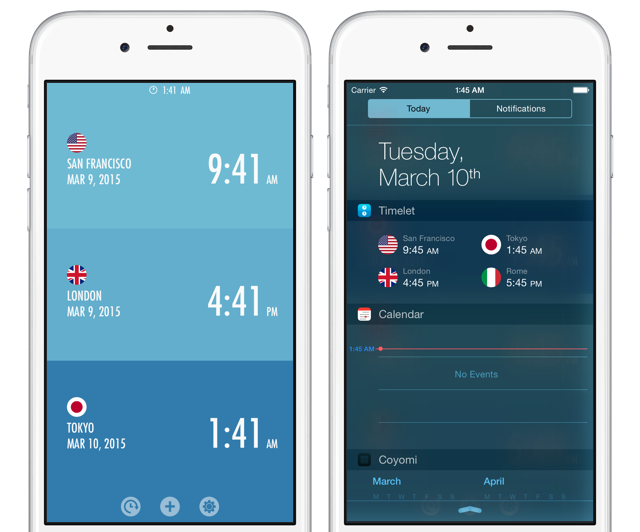 1:41 AM
SAN FRANCISCO
MAR 9, 2015
9:41 AM
LONDON
MAR 9, 2015
4:41 PM
TOKYO
MAR 10, 2015
1:41 AM
Carrier 1:45 AM
Today Notifications
Tuesday,
March 10th
Timelet
San Francisco Tokyo
9:45 AM 1:45 AM
London Rome
4:45 PM 5:45 PM
Calendar
1:45 AM
No Events
Coyomi
March April
M T W T F S S M T W T F S S